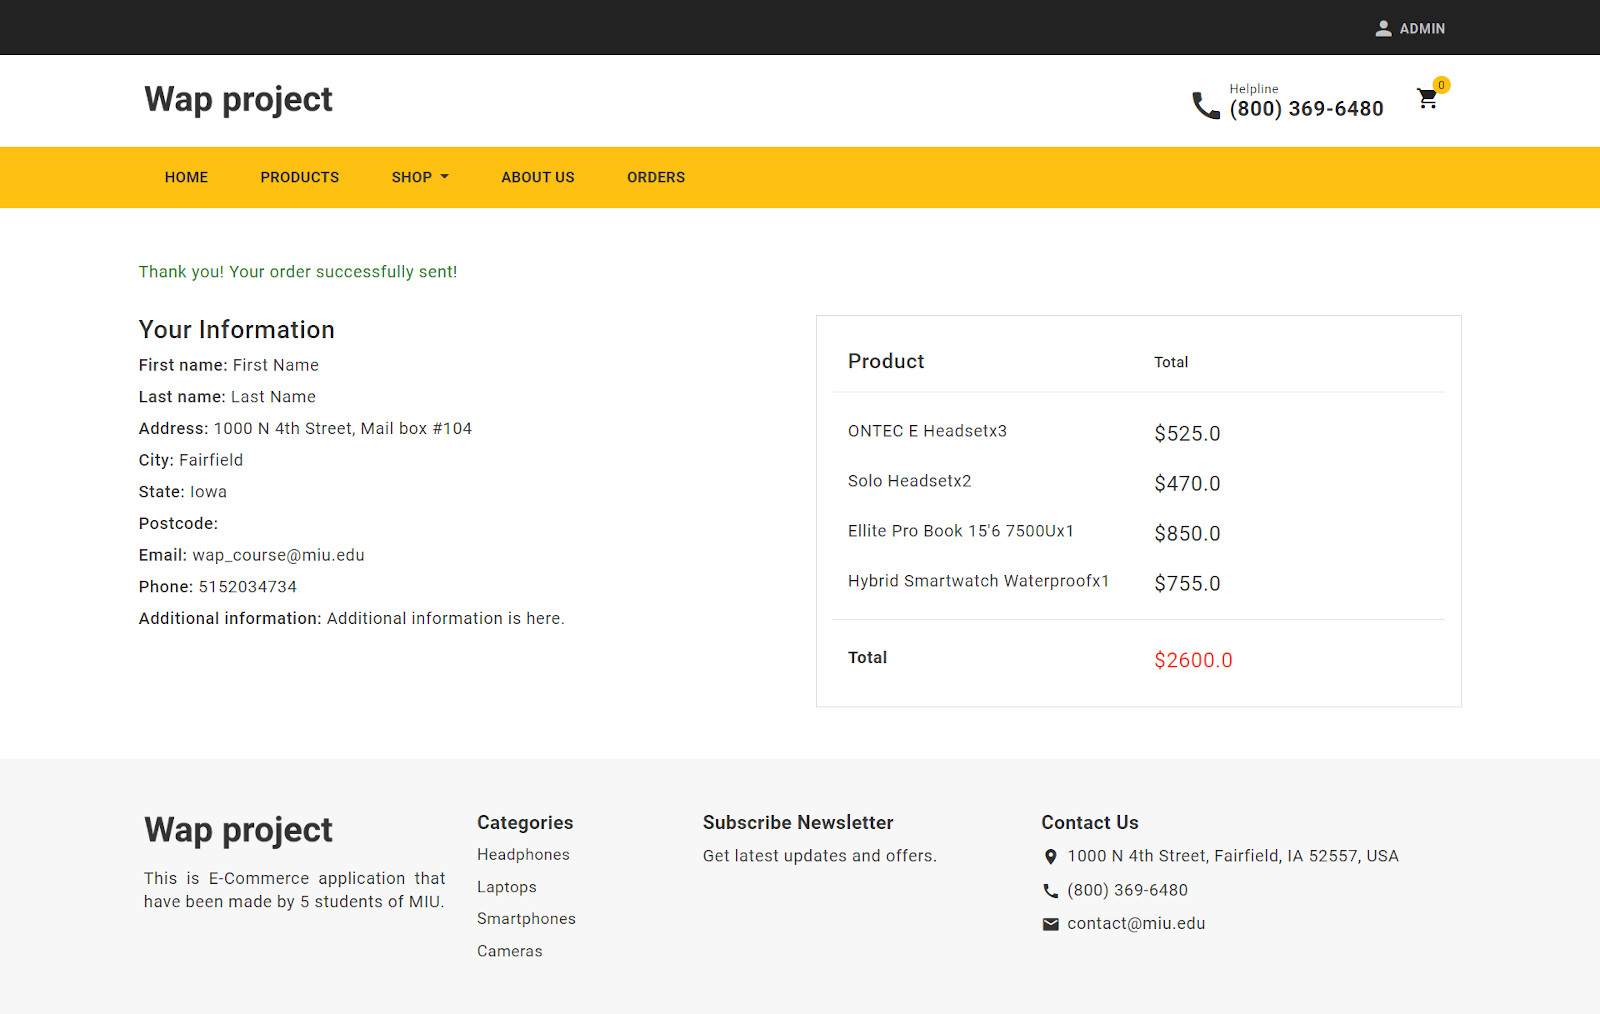 ADMIN
Wap project
Helpline
(800) 369-6480
0
HOME PRODUCTS SHOP ABOUT US ORDERS
Thank you! Your order successfully sent!
Your Information
First name: First Name
Last name: Last Name
Address: 1000 N 4th Street, Mail box #104
City: Fairfield
State: Iowa
Postcode:
Email: wap_course@miu.edu
Phone: 5152034734
Additional information: Additional information is here.
Product Total
ONTEC E Headsetx3 $525.0
Solo Headsetx2 $470.0
Ellite Pro Book 15'6 7500Ux1 $850.0
Hybrid Smartwatch Waterproofx1 $755.0
Total $2600.0
Wap project
This is E-Commerce application that
have been made by 5 students of MIU.
Categories
Headphones
Laptops
Smartphones
Cameras
Subscribe Newsletter
Get latest updates and offers.
Contact Us
1000 N 4th Street, Fairfield, IA 52557, USA
(800) 369-6480
contact@miu.edu